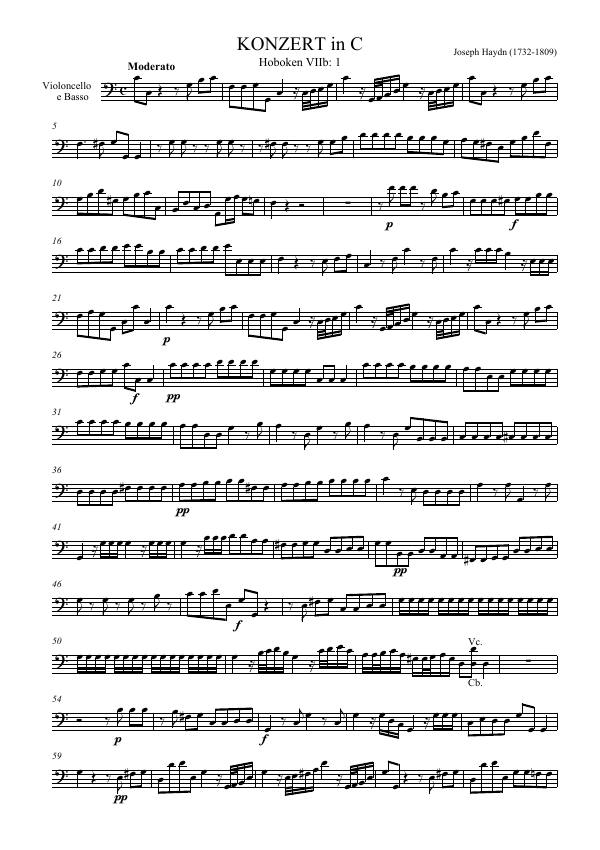 KONZERT in C
Hoboken VIIb: 1
Joseph Haydn (1732-1809)
Moderato
Violoncello
e Basso
5
10
p
f
16
21
p
26
f
pp
31
36
pp
41
pp
46
f
50
Vc.
Cb.
54
p
f
59
pp